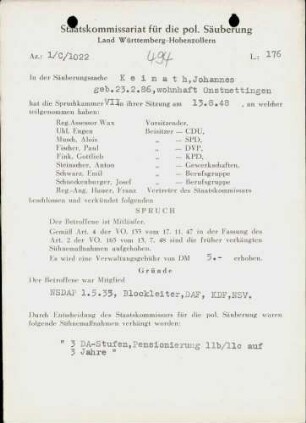 Staatskommissariat für die pol. Säuberung
Land Württemberg-Hohenzollern
Az.: 1/C/1022 494 L.: 176
In der Säuberungssache Keinath,Johannes
geb.23.2.86,wohnhaft Onstmettingen
hat die Spruchkammer VII in ihrer Sitzung am 13.8.48 , an welcher
teilgenommen haben:
Reg.Assessor Wax Vorsitzender,
Uhl, Eugen Beisitzer — CDU,
Munch, Alois „ — SPD,
Fischer, Paul „ — DVP,
Fink, Gottlieb „ — KPD,
Steinacher, Anton „ — Gewerkschaften,
Schwarz, Emil „ — Berufsgruppe
Schneckenburger, Josef „ — Berufsgruppe
Reg.-Ang. Hauser, Franz Vertreter des Staatskommissars
beschlossen und verkündet folgenden
SPRUCH
Der Betroffene ist Mitläufer.
Gemäß Art. 4 der VO. 133 vom 17. 11. 47 in der Fassung des
Art. 2 der VO. 165 vom 13. 7. 48 sind die früher verhängten
Sühnemaßnahmen aufgehoben.
Es wird eine Verwaltungsgebühr von DM 5.- erhoben.
Gründe
Der Betroffene war Mitglied
NSDAP 1.5.33, Blockleiter,DAF, KDF,NSV.
Durch Entscheidung des Staatskommissars für die pol. Säuberung waren
folgende Sühnemaßnahmen verhängt worden:
" 3 DA-Stufen,Pensionierung 11b/11c auf
3 Jahre "